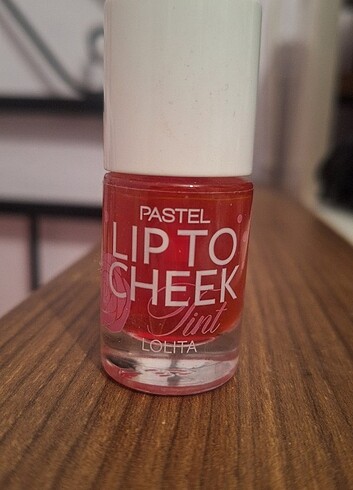 PASTEL
LIP TO
CHEEK
Tint
LOLITA